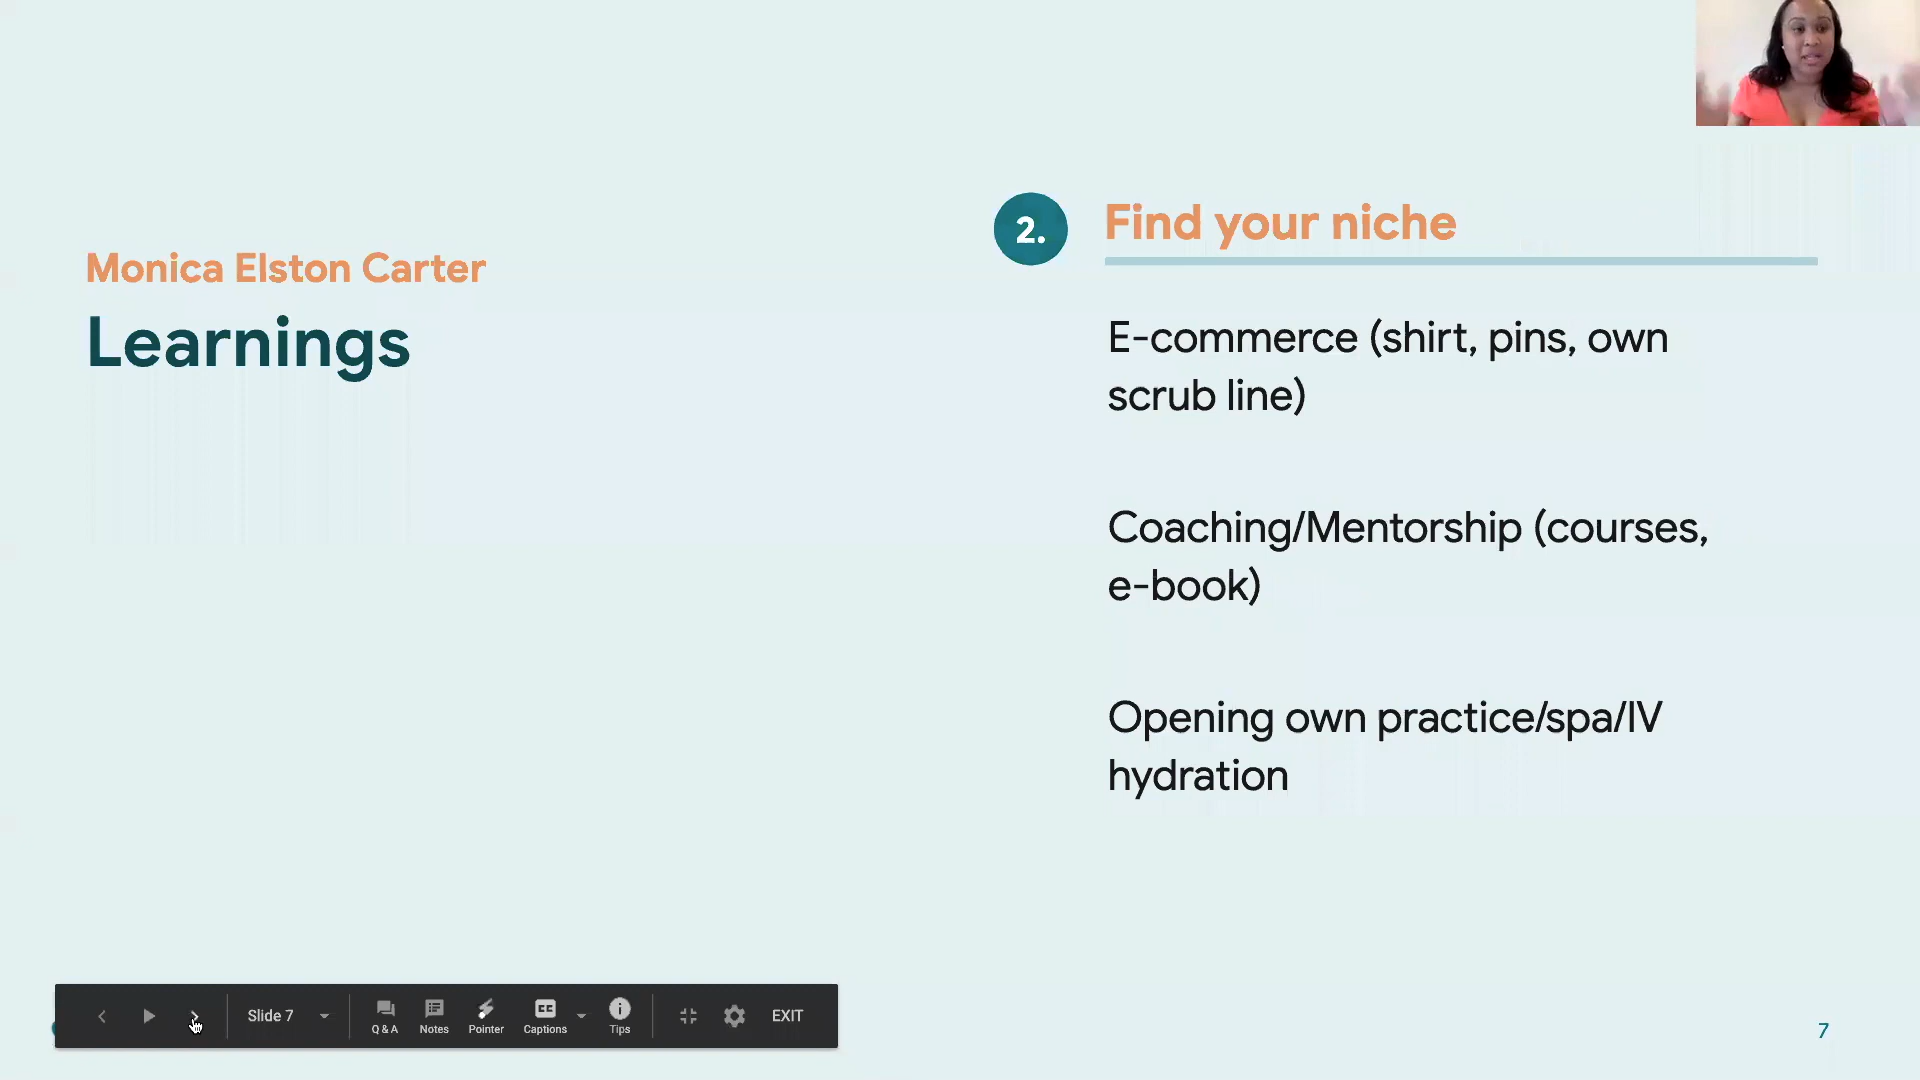 Monica Elston Carter
Learnings
2.
Find your niche
E-commerce (shirt, pins, own
scrub line)
Coaching/Mentorship (courses,
e-book)
Opening own practice/spa/IV
hydration
Slide 7
Q & A
Notes
Pointer
CC
Captions
Tips
EXIT
7